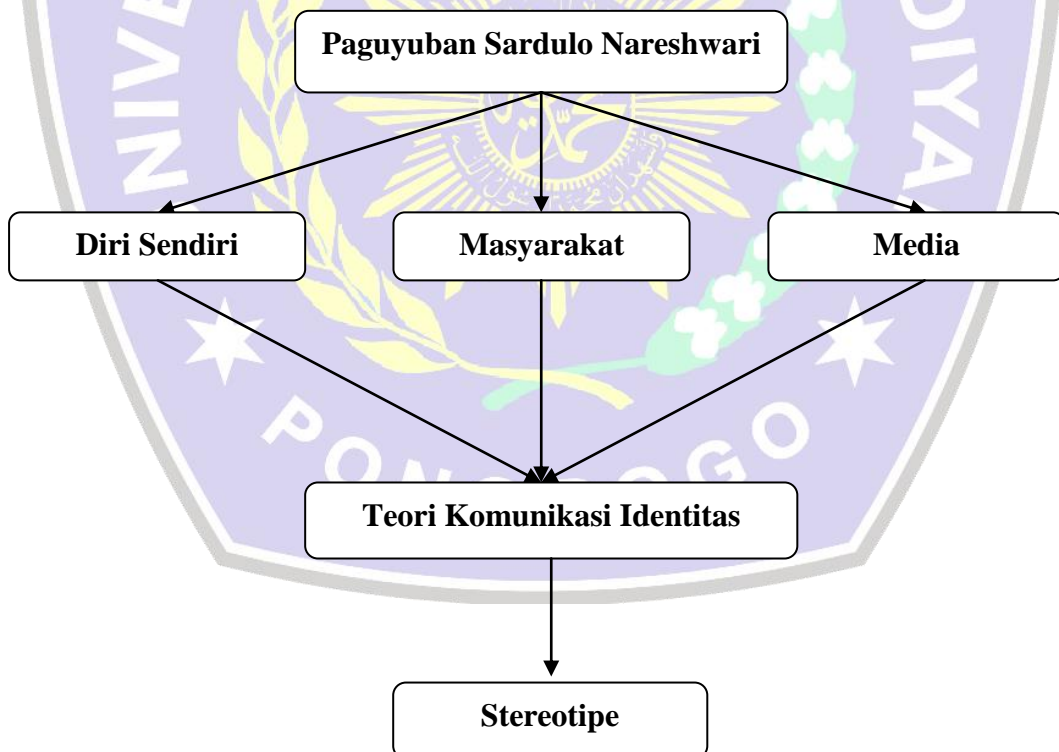 Paguyuban Sardulo Nareshwari
Diri Sendiri
Masyarakat
Media
Teori Komunikasi Identitas
Stereotipe